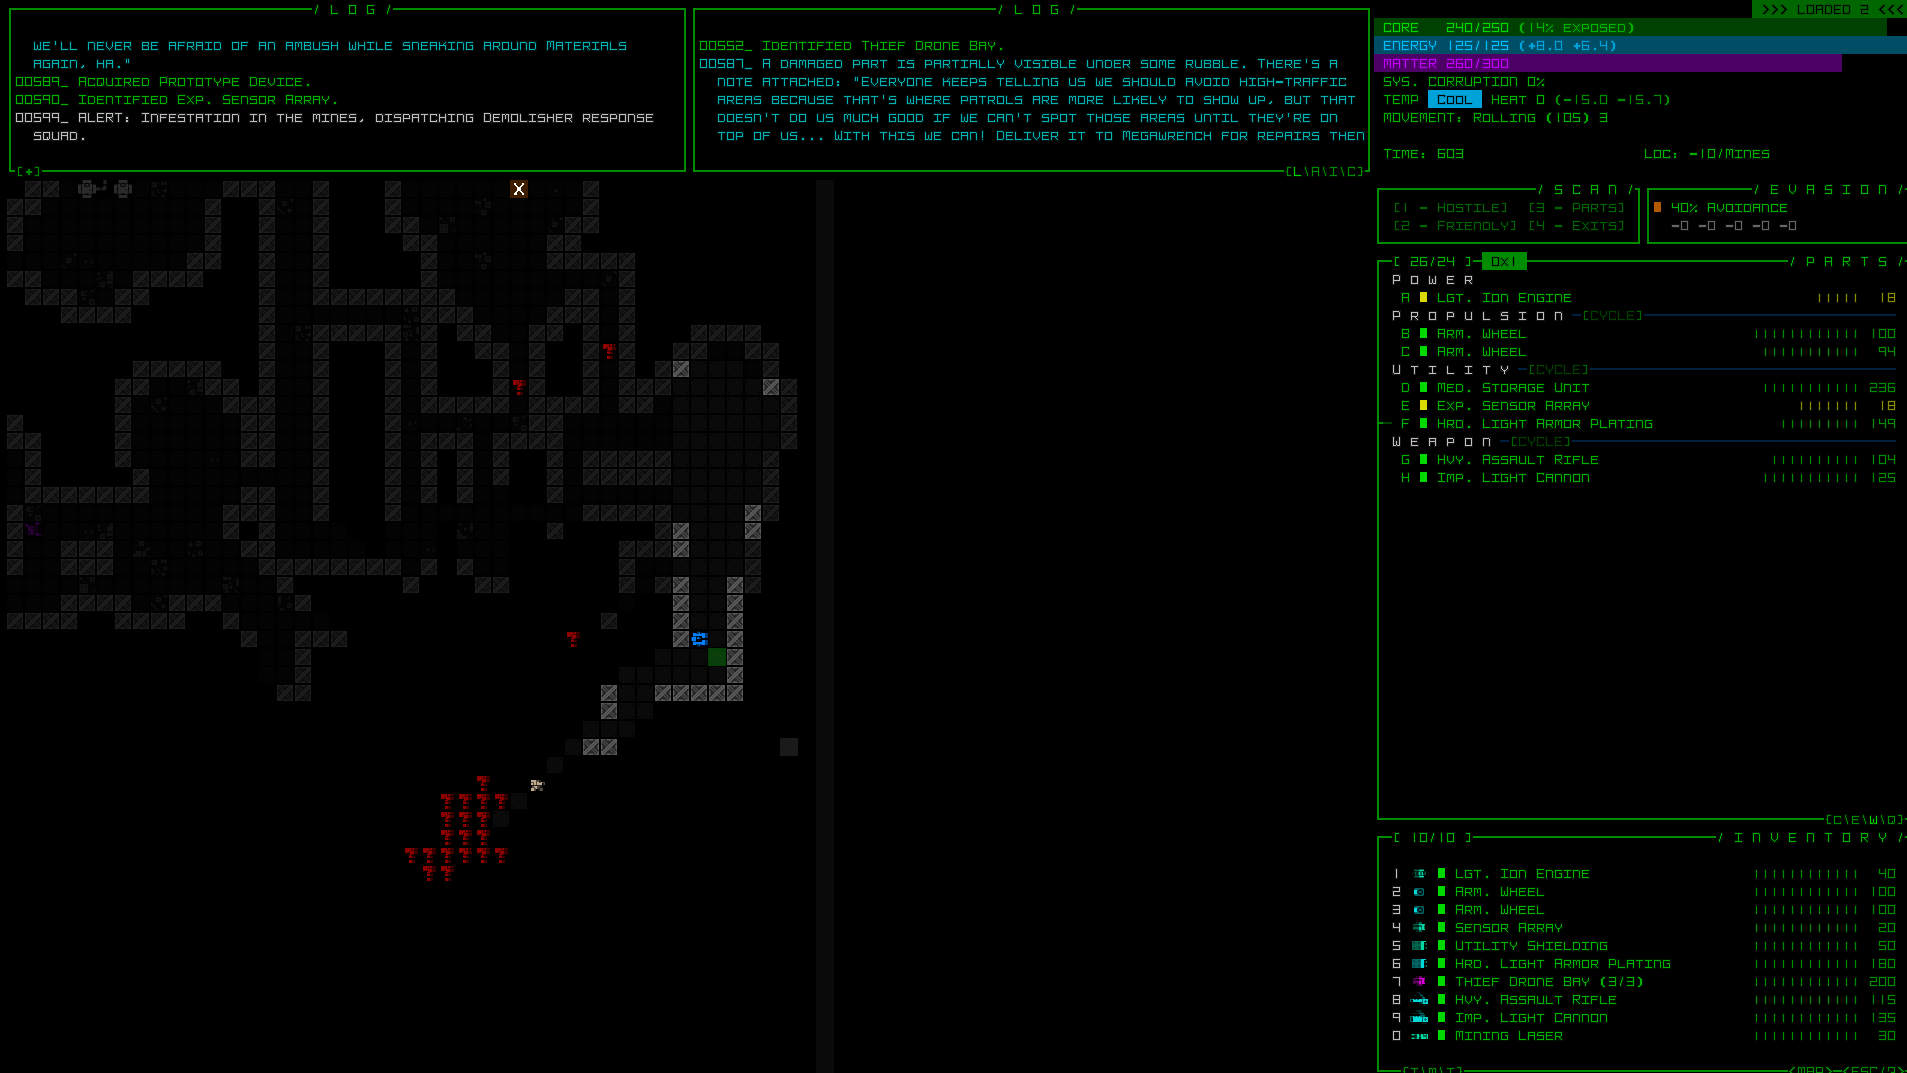 / L O G /
WE'LL NEVER BE AFRAID OF AN AMBUSH WHILE SNEAKING AROUND MATERIALS
AGAIN, HA."
00589_ ACQUIRED PROTOTYPE DEVICE.
00590_ IDENTIFIED EXP. SENSOR ARRAY.
00599_ ALERT: INFESTATION IN THE MINES, DISPATCHING DEMOLISHER RESPONSE
SQUAD.
[+]
/ L O G /
00552_ IDENTIFIED THIEF DRONE BAY.
00587_ A DAMAGED PART IS PARTIALLY VISIBLE UNDER SOME RUBBLE. THERE'S A
NOTE ATTACHED: "EVERYONE KEEPS TELLING US WE SHOULD AVOID HIGH-TRAFFIC
AREAS BECAUSE THAT'S WHERE PATROLS ARE MORE LIKELY TO SHOW UP, BUT THAT
DOESN'T DO US MUCH GOOD IF WE CAN'T SPOT THOSE AREAS UNTIL THEY'RE ON
TOP OF US... WITH THIS WE CAN! DELIVER IT TO MEGAWRENCH FOR REPAIRS THEN
[L\A\I\C]
X
>>> LOADED 2 <<<
CORE 240/250 (14% EXPOSED)
ENERGY 125/125 (+8.0 +6.4)
MATTER 260/300
SYS. CORRUPTION 0%
TEMP COOL HEAT 0 (-15.0 -15.7)
MOVEMENT: ROLLING (105) 3
TIME: 603 LOC: -10/MINES
/ S C A N /
[1 - HOSTILE] [3 - PARTS]
[2 - FRIENDLY] [4 - EXITS]
/ E V A S I O N /
40% AVOIDANCE
-0 -0 -0 -0 -0
[ 26/24 ] 0x1 / P A R T S /
P O W E R
A LGT. ION ENGINE 18
P R O P U L S I O N [CYCLE]
B ARM. WHEEL 100
C ARM. WHEEL 94
U T I L I T Y [CYCLE]
D MED. STORAGE UNIT 236
E EXP. SENSOR ARRAY 18
F HRD. LIGHT ARMOR PLATING 149
W E A P O N [CYCLE]
G HVY. ASSAULT RIFLE 104
H IMP. LIGHT CANNON 125
[C\E\W\Q]
[ 10/10 ] / I N V E N T O R Y /
1 LGT. ION ENGINE 40
2 ARM. WHEEL 100
3 ARM. WHEEL 100
4 SENSOR ARRAY 20
5 UTILITY SHIELDING 50
6 HRD. LIGHT ARMOR PLATING 180
7 THIEF DRONE BAY (3/3) 200
8 HVY. ASSAULT RIFLE 115
9 IMP. LIGHT CANNON 135
0 MINING LASER 30